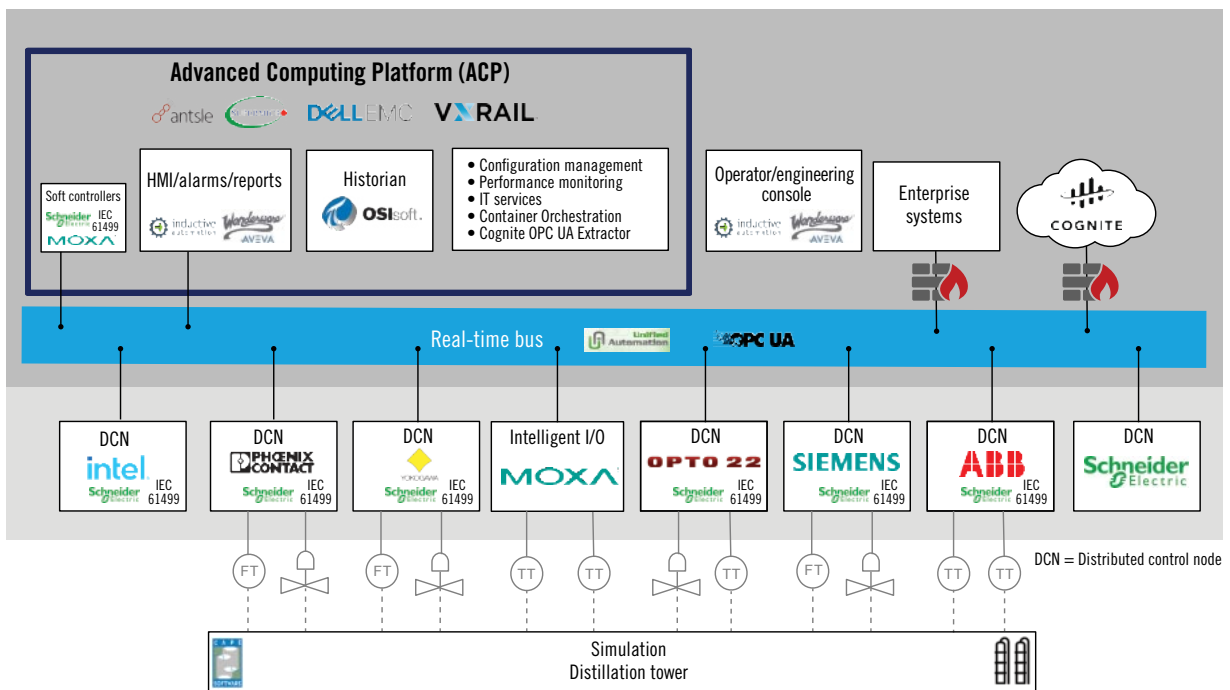 Advanced Computing Platform (ACP)
antsle
DELL EMC
VXRAIL
Soft controllers
Schneider Electric
IEC
61499
MOXA
HMI/alarms/reports
inductive automation
Wonderware
AVEVA
Historian
OSIsoft.
• Configuration management
• Performance monitoring
• IT services
• Container Orchestration
• Cognite OPC UA Extractor
Operator/engineering
console
inductive automation
Wonderware
AVEVA
Enterprise
systems
COGNITE
Real-time bus
Unified
Automation
OPC UA
DCN
intel.
Schneider Electric
IEC
61499
DCN
PHŒNIX
CONTACT
Schneider Electric
IEC
61499
DCN
YOKOGAWA
Schneider Electric
IEC
61499
Intelligent I/O
MOXA
DCN
OPTO 22
Schneider Electric
IEC
61499
DCN
SIEMENS
Schneider Electric
IEC
61499
DCN
ABB
Schneider Electric
IEC
61499
DCN
Schneider
Electric
FT
FT
TT
TT
TT
FT
TT
TT
DCN = Distributed control node
CAPE
SOFTWARE
Simulation
Distillation tower